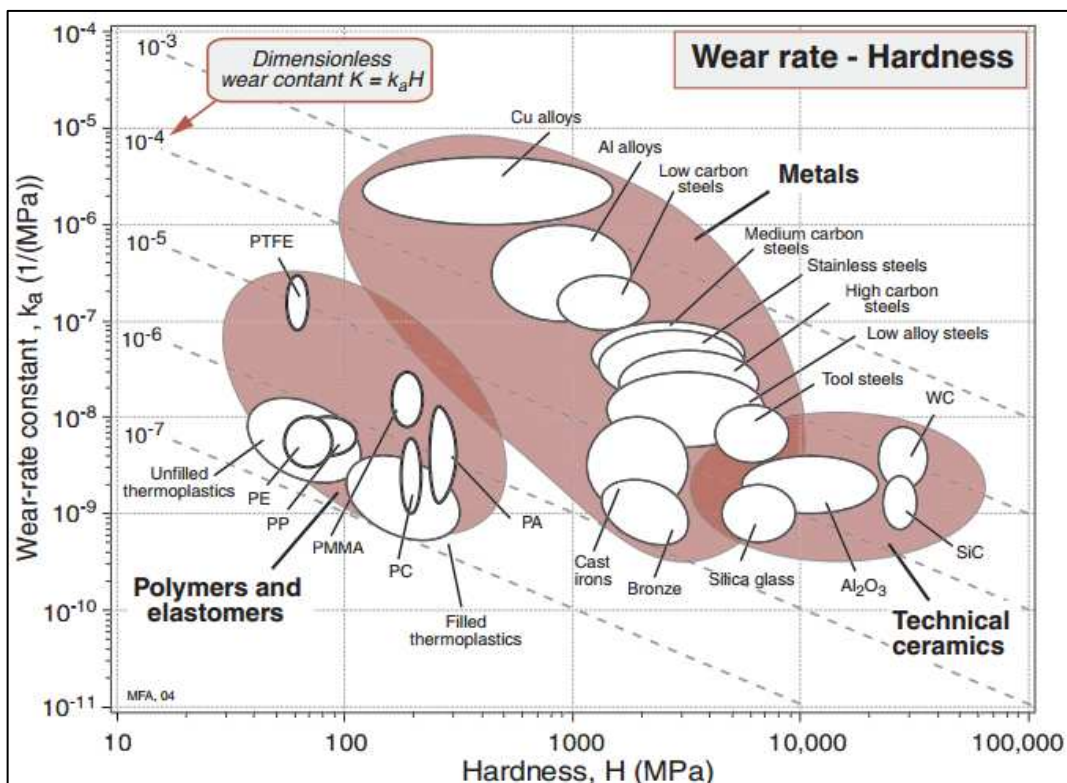 10⁻³
Dimensionless
wear contant K = kₐH
Wear rate - Hardness
10⁻⁴
10⁻⁵
10⁻⁶
10⁻⁷
10⁻⁸
10⁻⁹
10⁻¹⁰
10⁻¹¹
Wear-rate constant , kₐ (1/(MPa))
10⁻⁴
10⁻⁵
10⁻⁶
10⁻⁷
Cu alloys
Al alloys
Low carbon
steels
Metals
Medium carbon
steels
Stainless steels
High carbon
steels
Low alloy steels
Tool steels
PTFE
WC
Unfilled
thermoplastics
PE
PP
PMMA
PC
PA
Cast
irons
Bronze
Silica glass
Al₂O₃
SiC
Polymers and
elastomers
Filled
thermoplastics
Technical
ceramics
MFA, 04
10
100
1000
10,000
100,000
Hardness, H (MPa)